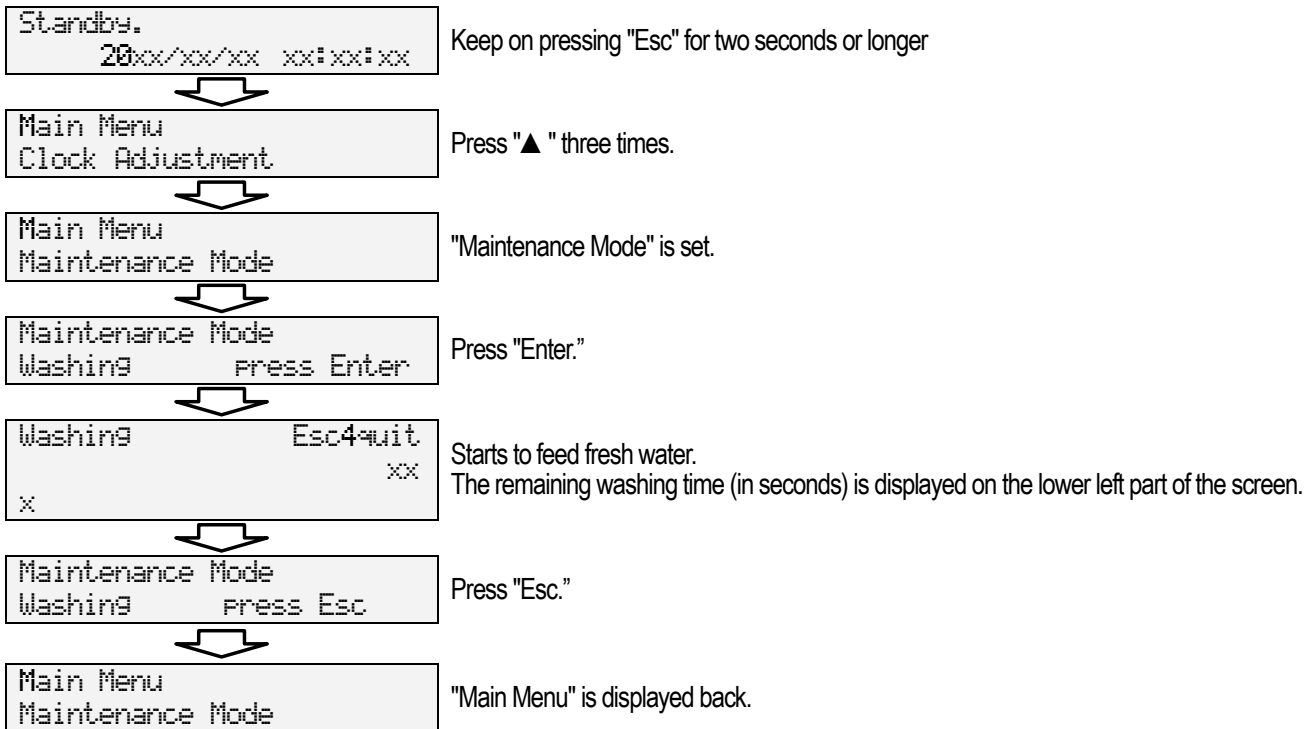 Standby.
20xx/xx/xx xx:xx:xx
Keep on pressing "Esc" for two seconds or longer
Main Menu
Clock Adjustment
Press "▲ " three times.
Main Menu
Maintenance Mode
"Maintenance Mode" is set.
Maintenance Mode
Washing press Enter
Press "Enter.”
Washing Esc4quit
xx
x
Starts to feed fresh water.
The remaining washing time (in seconds) is displayed on the lower left part of the screen.
Maintenance Mode
Washing press Esc
Press "Esc.”
Main Menu
Maintenance Mode
"Main Menu" is displayed back.